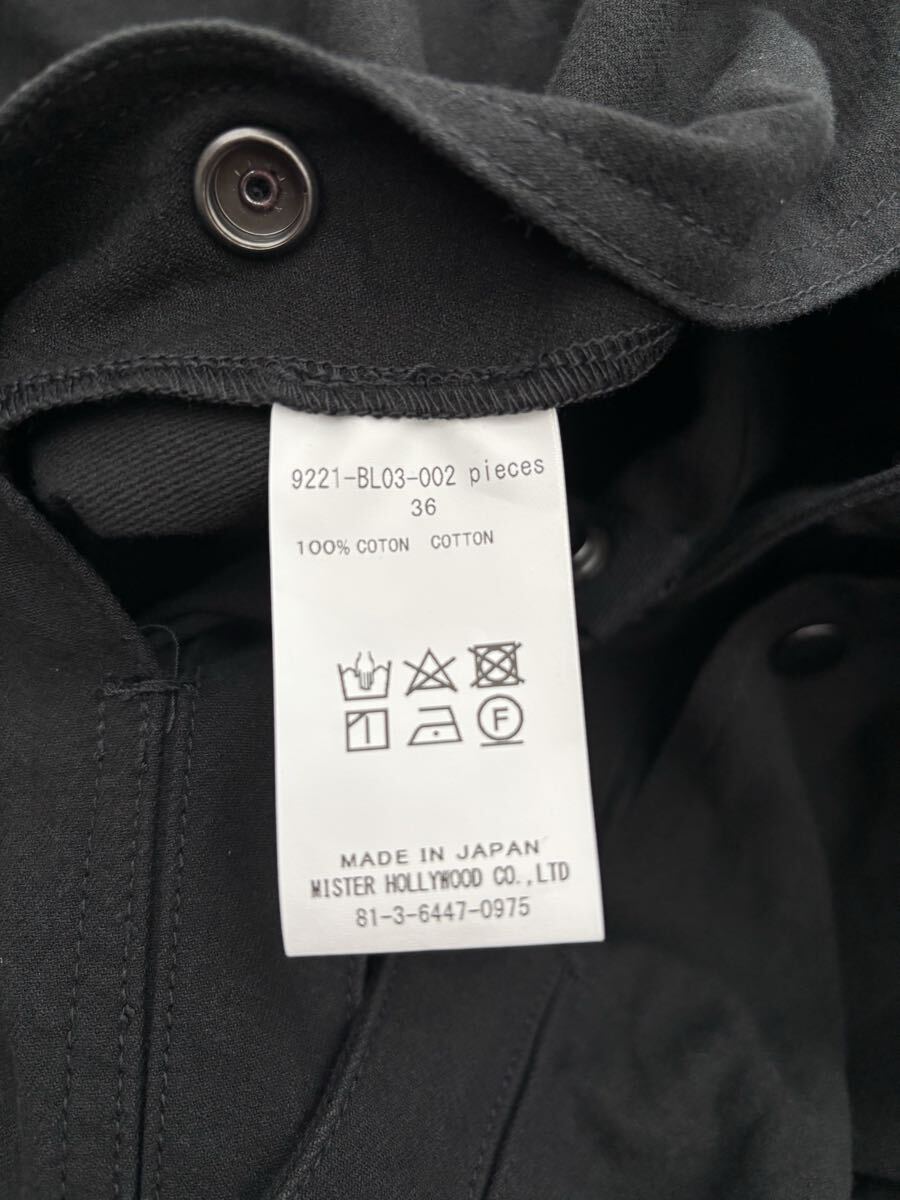 9221-BL03-002 pieces
36
100% COTON COTTON
F
MADE IN JAPAN
MISTER HOLLYWOOD CO.,LTD
81-3-6447-0975